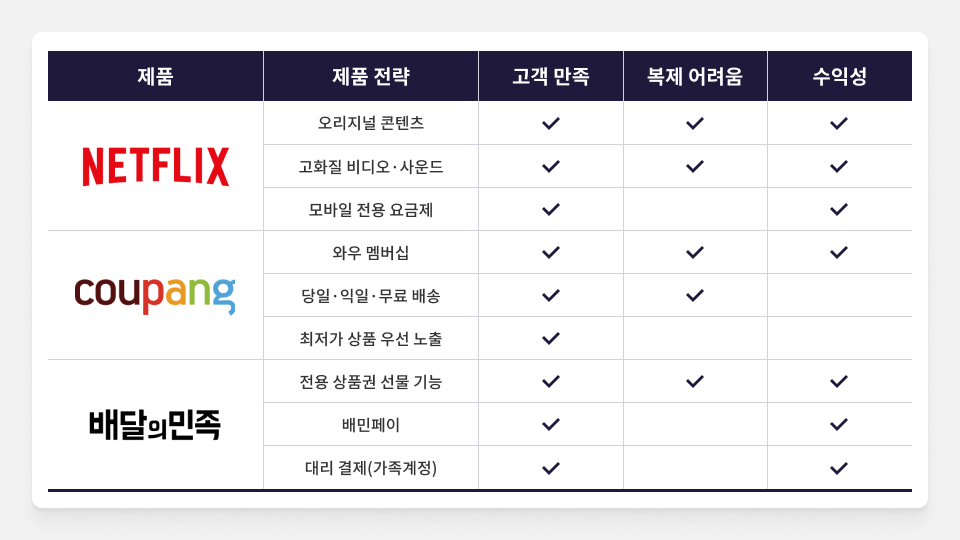 제품 제품 전략 고객 만족 복제 어려움 수익성
NETFLIX
오리지널 콘텐츠
고화질 비디오·사운드
모바일 전용 요금제
coupang
와우 멤버십
당일·익일·무료 배송
최저가 상품 우선 노출
배달의민족
전용 상품권 선물 기능
배민페이
대리 결제(가족계정)